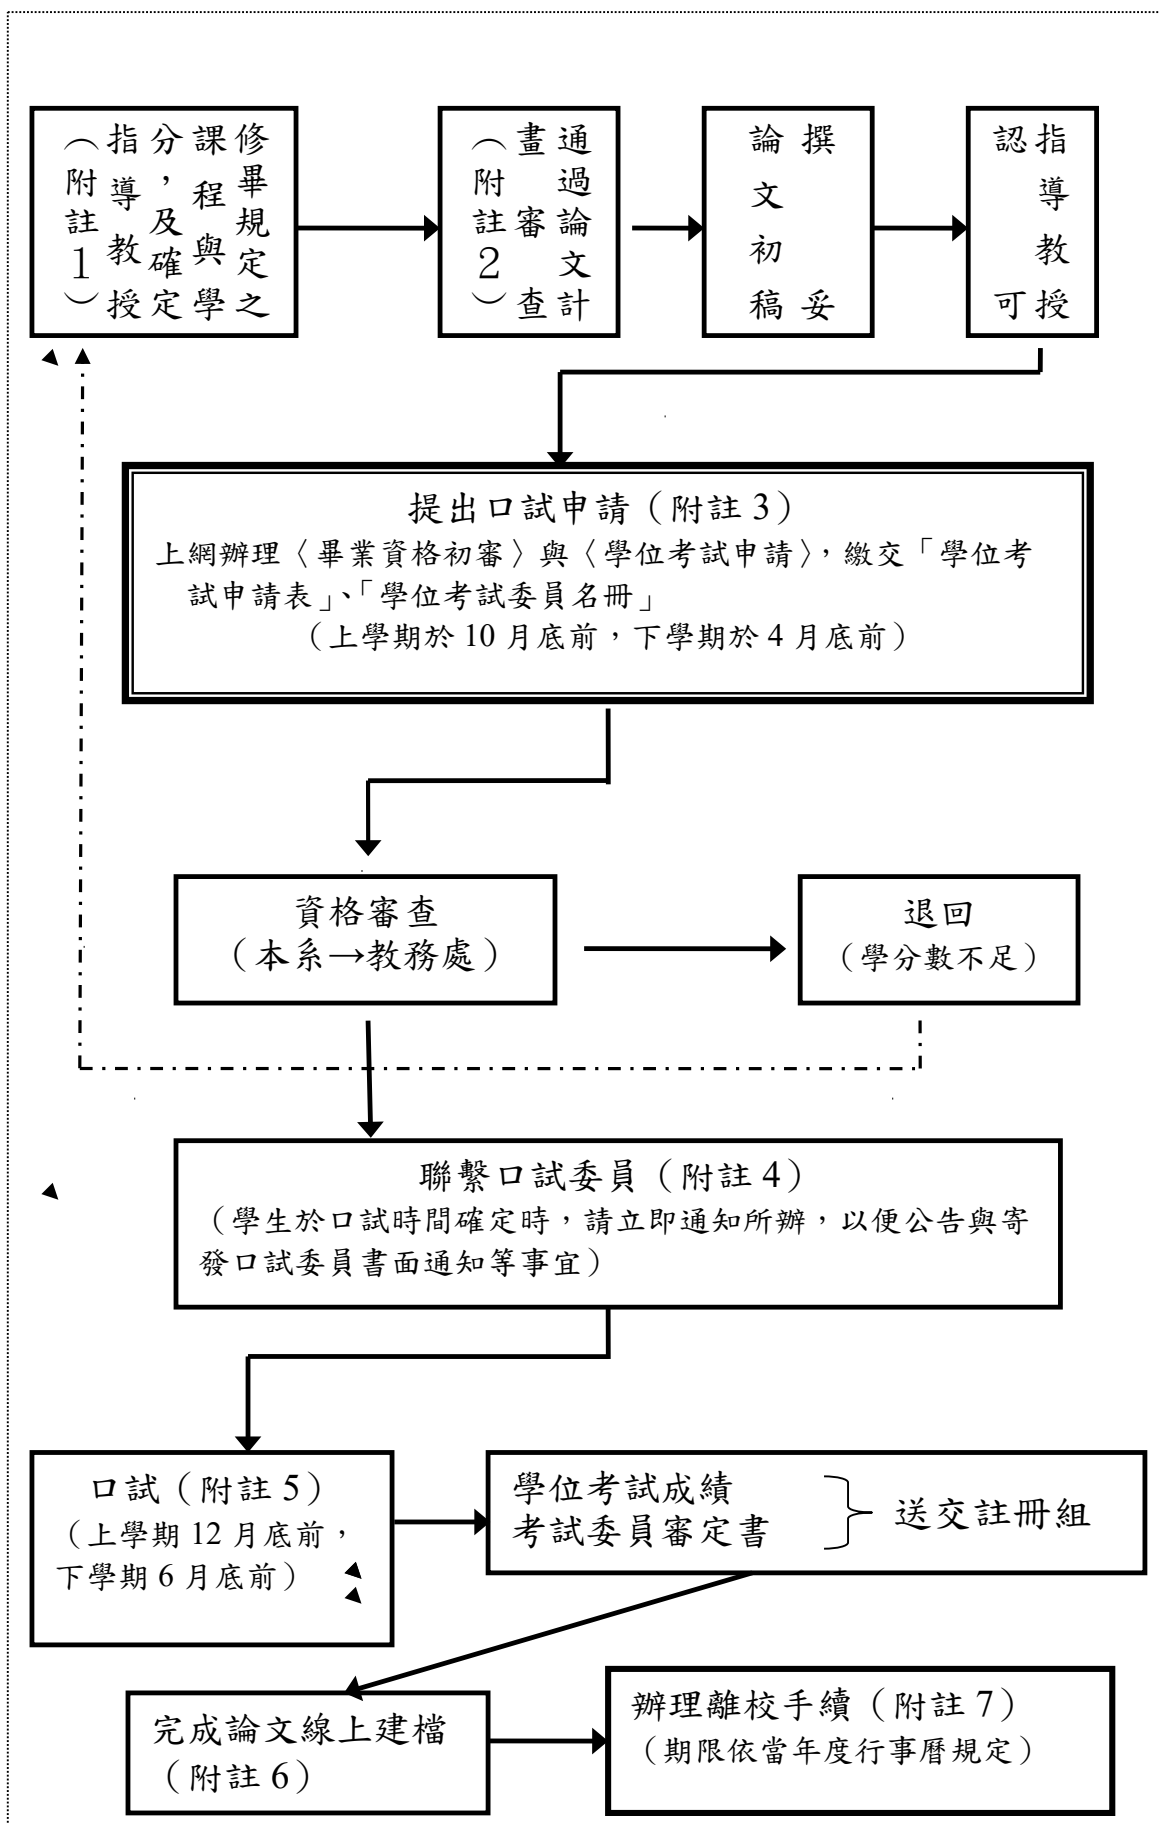 修畢規定之
課程與學
分，及確定
指導教授
（附註1）
通過論文計
畫審查
（附註2）
撰妥
論文初稿
指導教授
認可
提出口試申請（附註3）
上網辦理〈畢業資格初審〉與〈學位考試申請〉，繳交「學位考
試申請表」、「學位考試委員名冊」
（上學期於10月底前，下學期於4月底前）
資格審查
（本系→教務處）
退回
（學分數不足）
聯繫口試委員（附註4）
（學生於口試時間確定時，請立即通知所辦，以便公告與寄
發口試委員書面通知等事宜）
口試（附註5）
（上學期12月底前，
下學期6月底前）
學位考試成績
考試委員審定書
送交註冊組
完成論文線上建檔
（附註6）
辦理離校手續（附註7）
（期限依當年度行事曆規定）